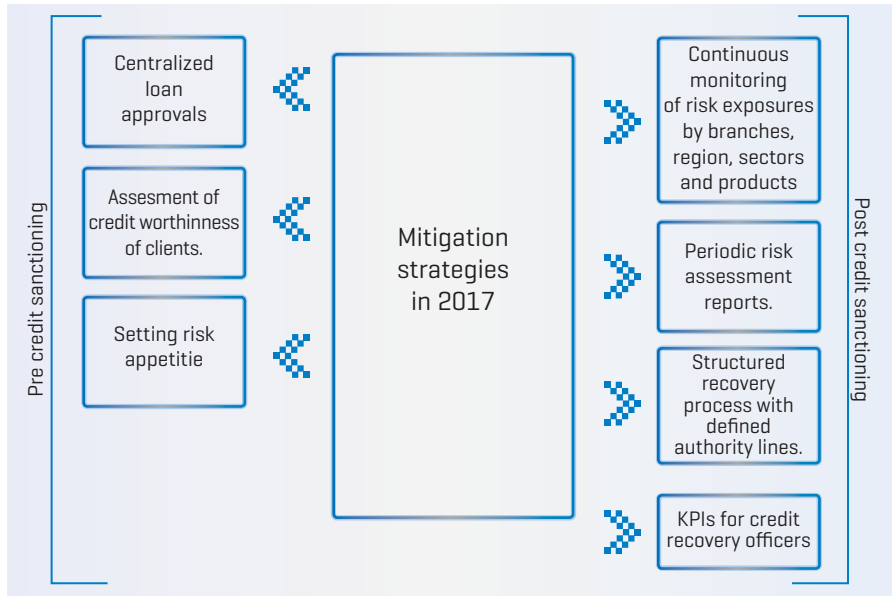 Pre credit sanctioning
Centralized
loan
approvals
Assesment of
credit worthinness
of clients.
Setting risk
appetitie
Mitigation
strategies
in 2017
Continuous
monitoring
of risk exposures
by branches,
region, sectors
and products
Periodic risk
assessment
reports.
Structured
recovery
process with
defined
authority lines.
KPIs for credit
recovery officers
Post credit sanctioning